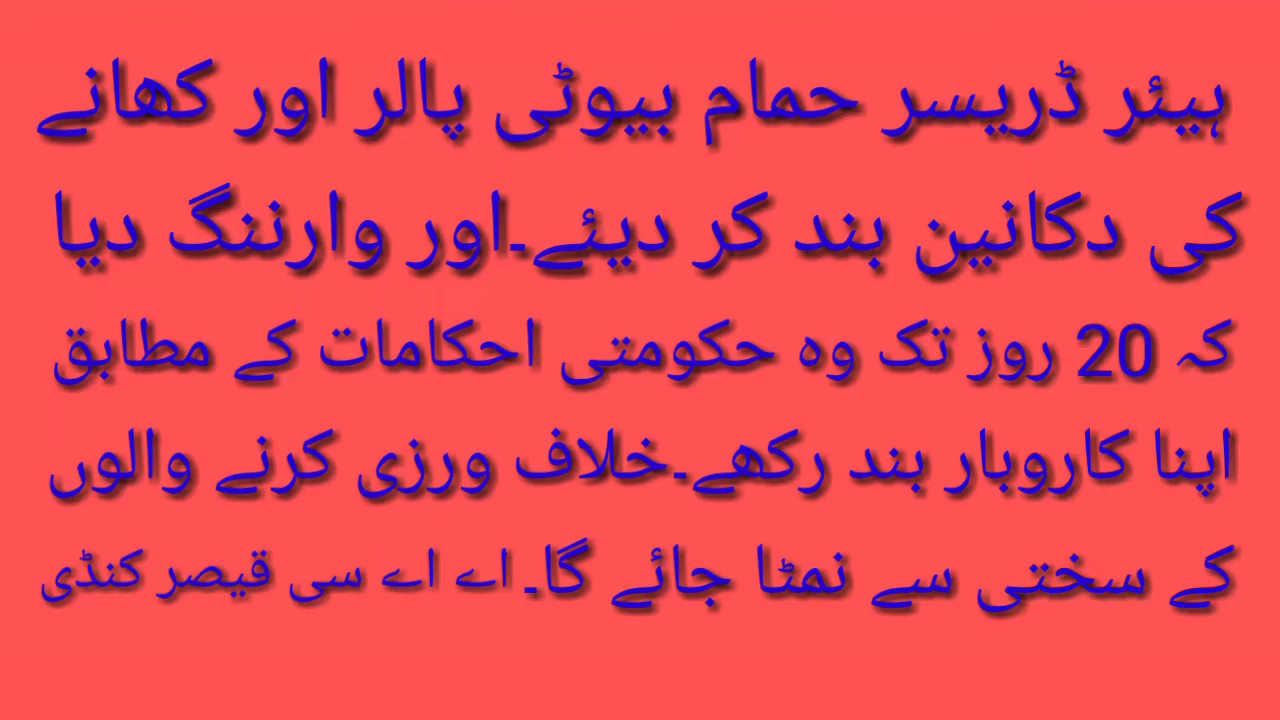 ہیئر ڈریسر حمام بیوٹی پالر اور کھانے
کی دکانین بند کر دیئے۔اور وارننگ دیا
کہ 20 روز تک وہ حکومتی احکامات کے مطابق
اپنا کاروبار بند رکھے۔خلاف ورزی کرنے والوں
کے سختی سے نمٹا جائے گا۔ اے اے سی قیصر کنڈی